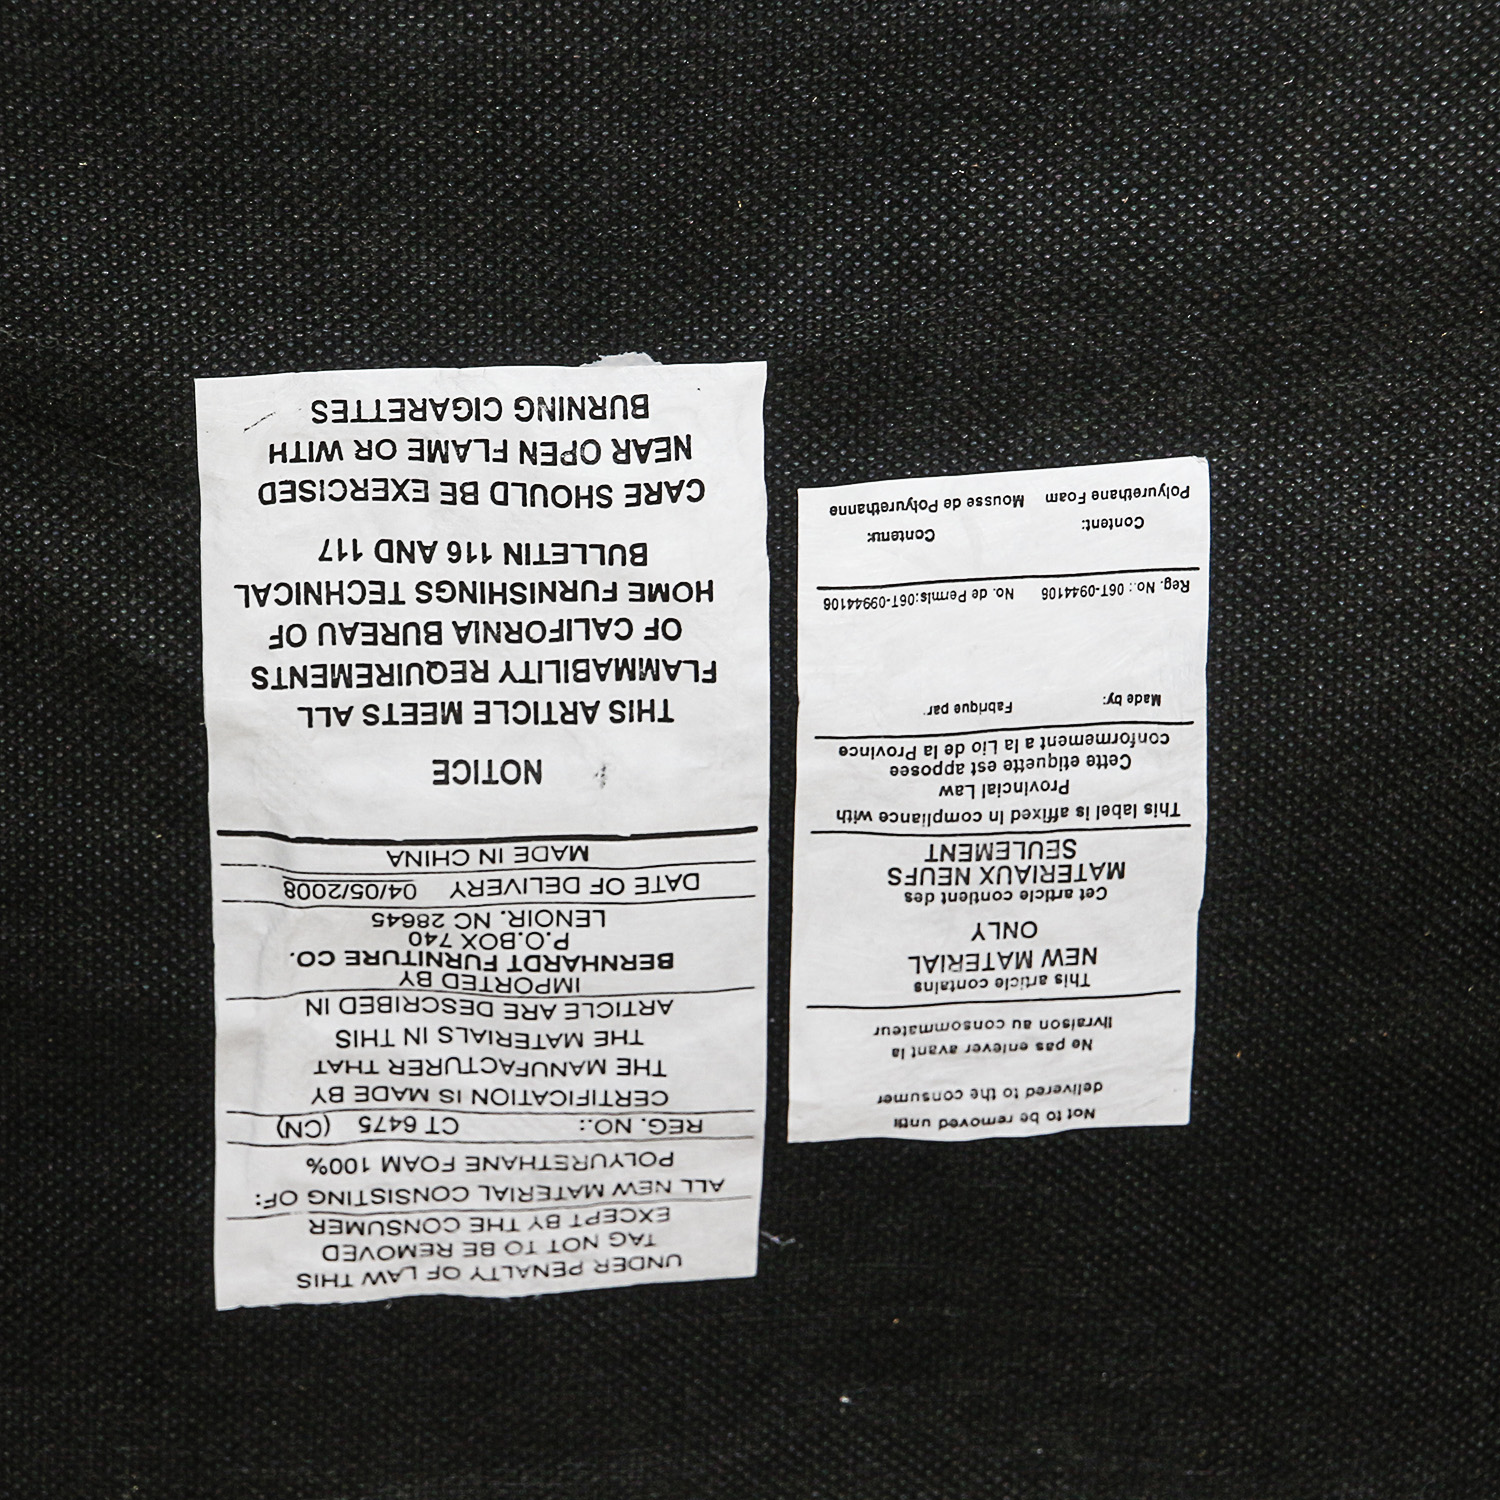 UNDER PENALTY OF LAW THIS
TAG NOT TO BE REMOVED
EXCEPT BY THE CONSUMER
ALL NEW MATERIAL CONSISTING OF:
POLYURETHANE FOAM 100%
REG. NO.: CT 6475 (CN)
CERTIFICATION IS MADE BY
THE MANUFACTURER THAT
THE MATERIALS IN THIS
ARTICLE ARE DESCRIBED IN
IMPORTED BY
BERNHARDT FURNITURE CO.
P.O.BOX 740
LENOIR. NC 28645
DATE OF DELIVERY 04/05/2008
MADE IN CHINA
NOTICE
THIS ARTICLE MEETS ALL
FLAMMABILITY REQUIREMENTS
OF CALIFORNIA BUREAU OF
HOME FURNISHINGS TECHNICAL
BULLETIN 116 AND 117
CARE SHOULD BE EXERCISED
NEAR OPEN FLAME OR WITH
BURNING CIGARETTES
Not to be removed until
delivered to the consumer
Ne pas enlever avant la
livraison au consommateur
This article contains
NEW MATERIAL
ONLY
Cet article contient des
MATERIAUX NEUFS
SEULEMENT
This label is affixed in compliance with
Provincial Law
Cette etiquette est apposee
conformement a la Lio de la Province
Made by: Fabrique par:
Reg. No.: 06T-0944106 No. de Permis:06T-09944106
Content: Contenu:
Polyurethane Foam Mousse de Polyurethanne